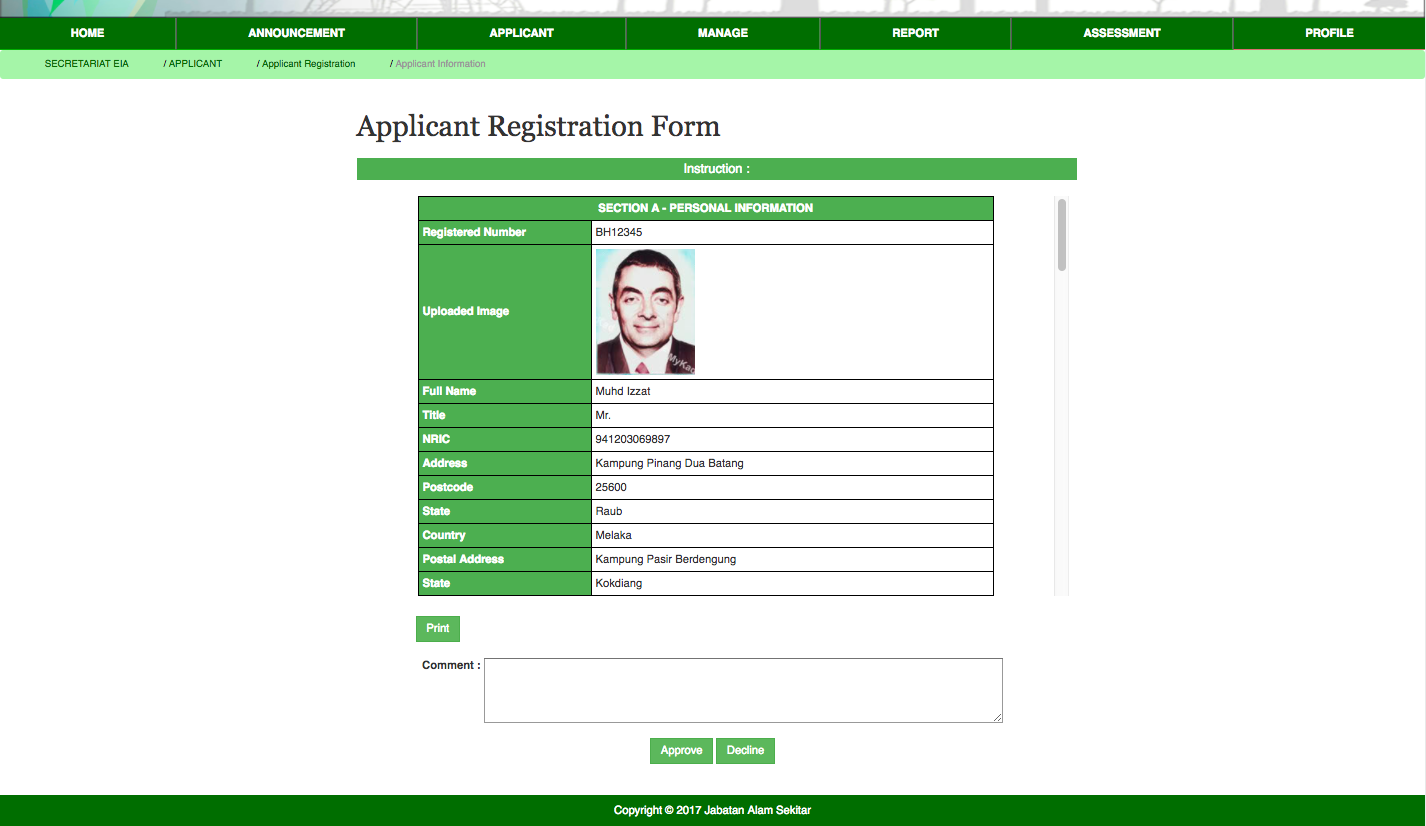 HOME ANNOUNCEMENT APPLICANT MANAGE REPORT ASSESSMENT PROFILE
SECRETARIAT EIA / APPLICANT / Applicant Registration / Applicant Information
Applicant Registration Form
Instruction :
SECTION A - PERSONAL INFORMATION
Registered Number BH12345
Uploaded Image
Full Name Muhd Izzat
Title Mr.
NRIC 941203069897
Address Kampung Pinang Dua Batang
Postcode 25600
State Raub
Country Melaka
Postal Address Kampung Pasir Berdengung
State Kokdiang
Print
Comment :
Approve Decline
Copyright © 2017 Jabatan Alam Sekitar